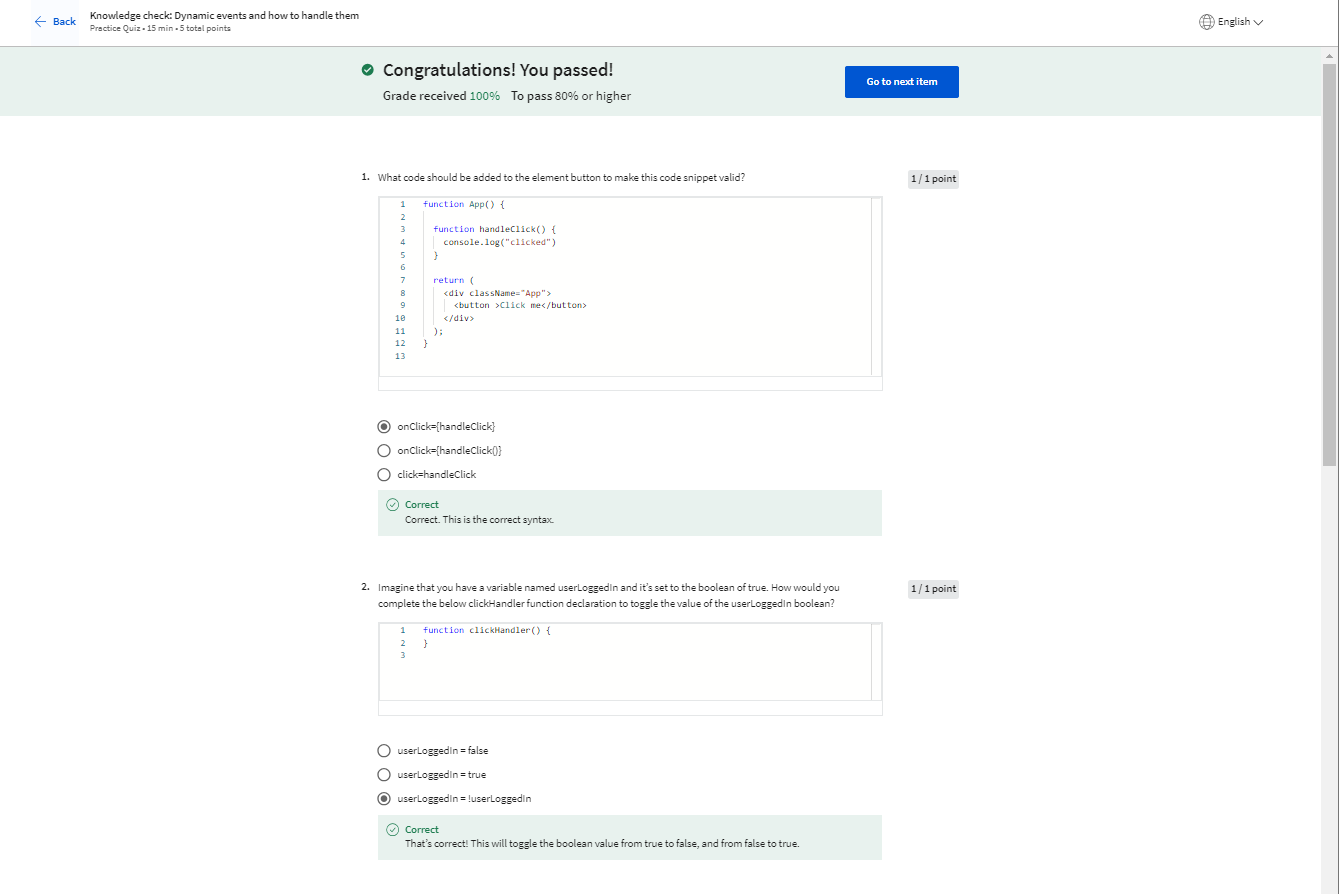 Back
Knowledge check: Dynamic events and how to handle them
Practice Quiz • 15 min • 5 total points
English
Congratulations! You passed!
Grade received 100% To pass 80% or higher
Go to next item
1. What code should be added to the element button to make this code snippet valid?
1 / 1 point
1 function App() {
2
3 function handleClick() {
4 console.log("clicked")
5 }
6
7 return (
8 <div className="App">
9 <button >Click me</button>
10 </div>
11 );
12 }
13
onClick={handleClick}
onClick={handleClick()}
click=handleClick
Correct
Correct. This is the correct syntax.
2. Imagine that you have a variable named userLoggedIn and it's set to the boolean of true. How would you
complete the below clickHandler function declaration to toggle the value of the userLoggedIn boolean?
1 / 1 point
1 function clickHandler() {
2 }
3
userLoggedIn = false
userLoggedIn = true
userLoggedIn = !userLoggedIn
Correct
That's correct! This will toggle the boolean value from true to false, and from false to true.